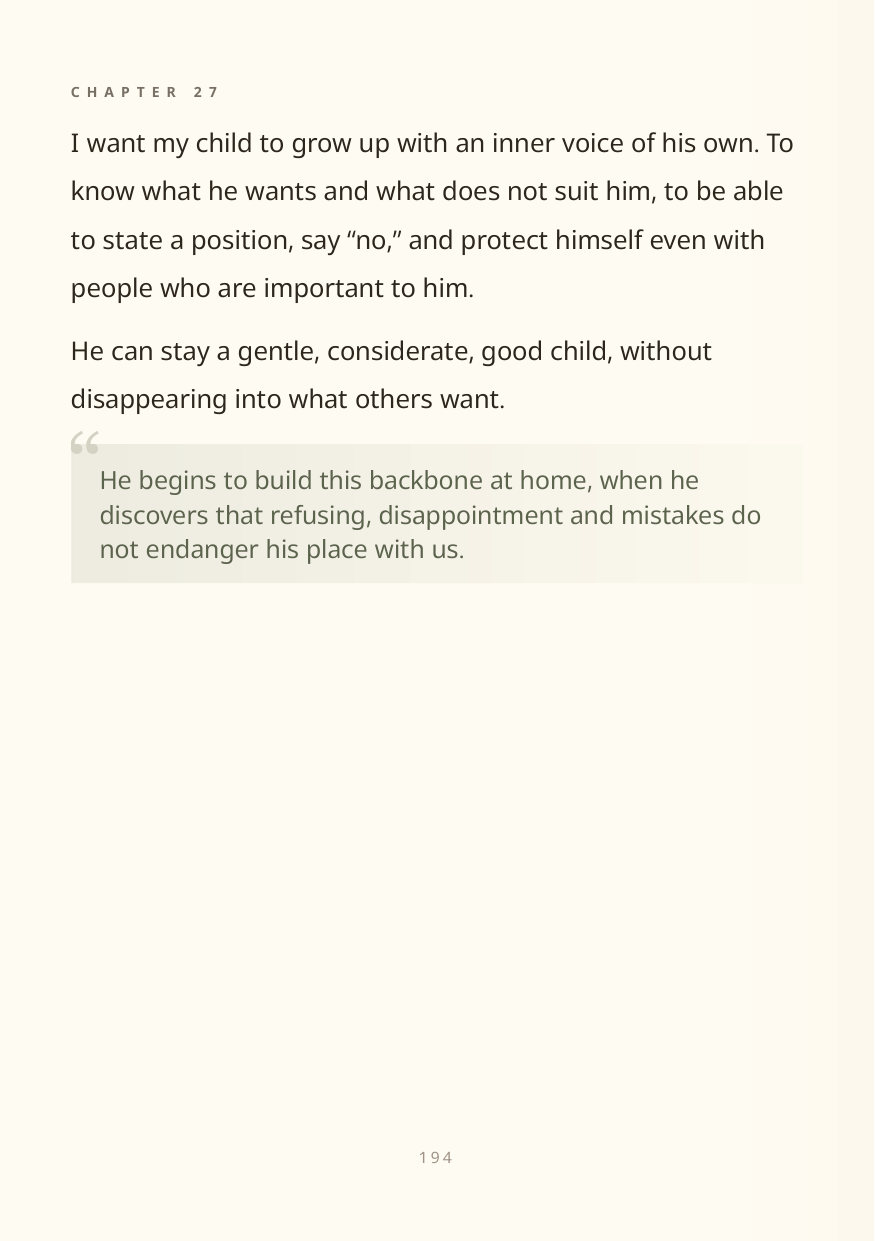 CHAPTER 27
I want my child to grow up with an inner voice of his own. To
know what he wants and what does not suit him, to be able
to state a position, say “no,” and protect himself even with
people who are important to him.
He can stay a gentle, considerate, good child, without
disappearing into what others want.
“
He begins to build this backbone at home, when he
discovers that refusing, disappointment and mistakes do
not endanger his place with us.
194